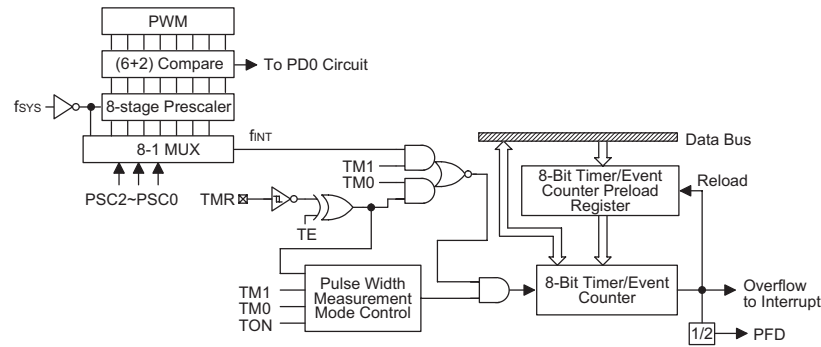 PWM
(6+2) Compare
To PD0 Circuit
fSYS
8-stage Prescaler
8-1 MUX
fINT
PSC2~PSC0
TM1
TM0
TMR
TE
Data Bus
8-Bit Timer/Event
Counter Preload
Register
Reload
TM1
TM0
TON
Pulse Width
Measurement
Mode Control
8-Bit Timer/Event
Counter
Overflow
to Interrupt
1/2
PFD